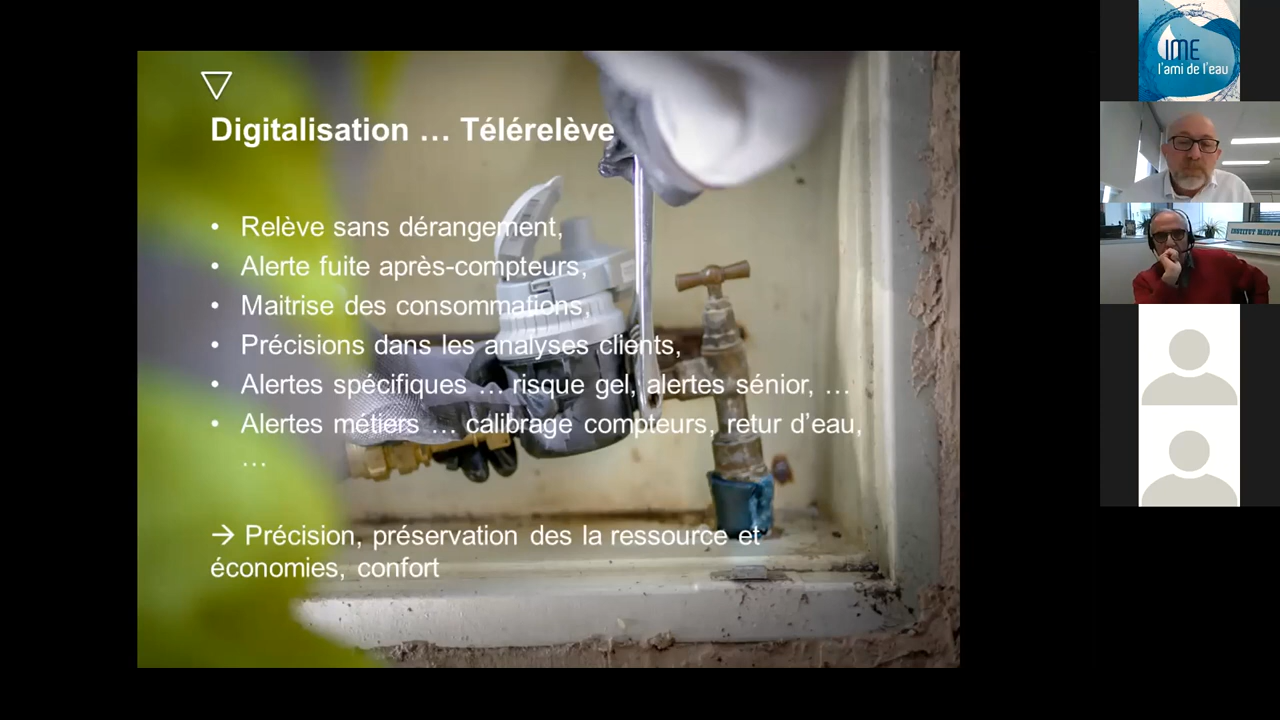 Digitalisation … Télérelève
• Relève sans dérangement,
• Alerte fuite après-compteurs,
• Maitrise des consommations,
• Précisions dans les analyses clients,
• Alertes spécifiques … risque gel, alertes sénior, …
• Alertes métiers … calibrage compteurs, retur d’eau,
…
→ Précision, préservation des la ressource et
économies, confort
IME
l'ami de l'eau
INSTITUT MEDITE